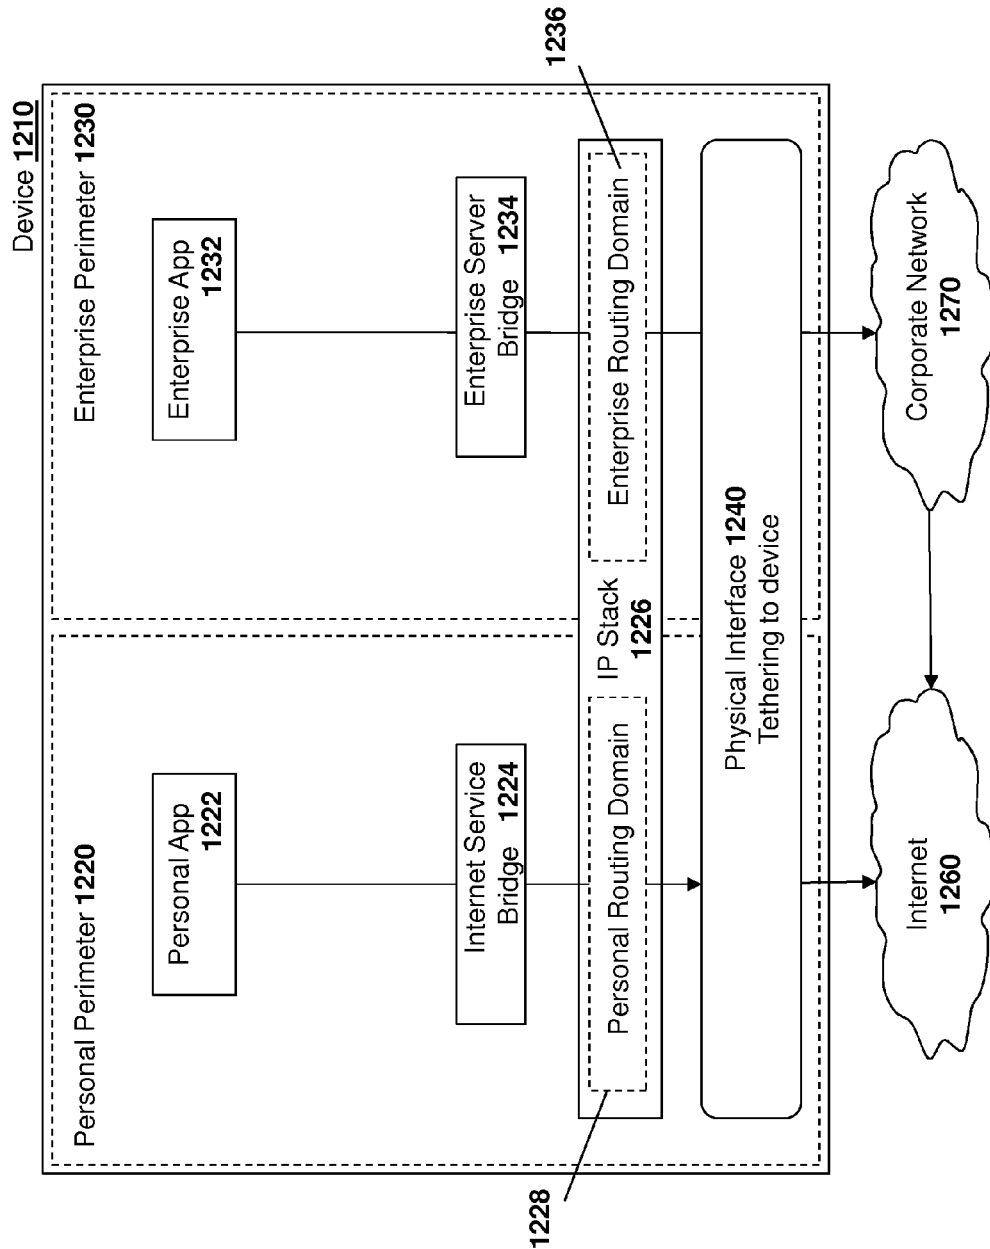 Device 1210
Personal Perimeter 1220
Enterprise Perimeter 1230
Personal App
1222
Enterprise App
1232
Internet Service
Bridge 1224
Enterprise Server
Bridge 1234
1228
Personal Routing Domain
IP Stack
1226
Enterprise Routing Domain
1236
Physical Interface 1240
Tethering to device
Internet
1260
Corporate Network
1270